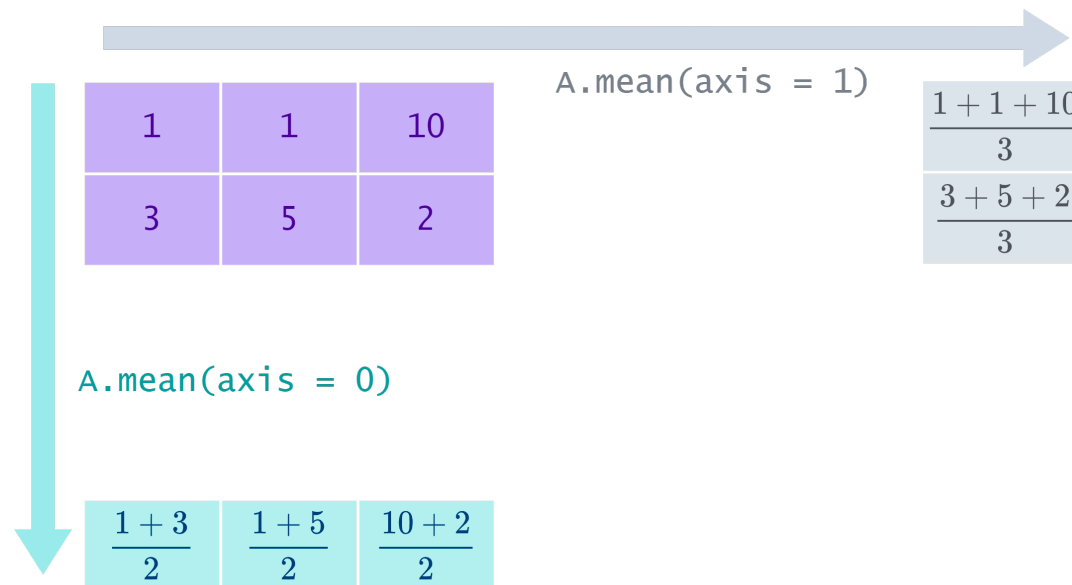 A.mean(axis = 1)
1 1 10
3 5 2
1 + 1 + 10
3
3 + 5 + 2
3
A.mean(axis = 0)
1 + 3 1 + 5 10 + 2
2 2 2